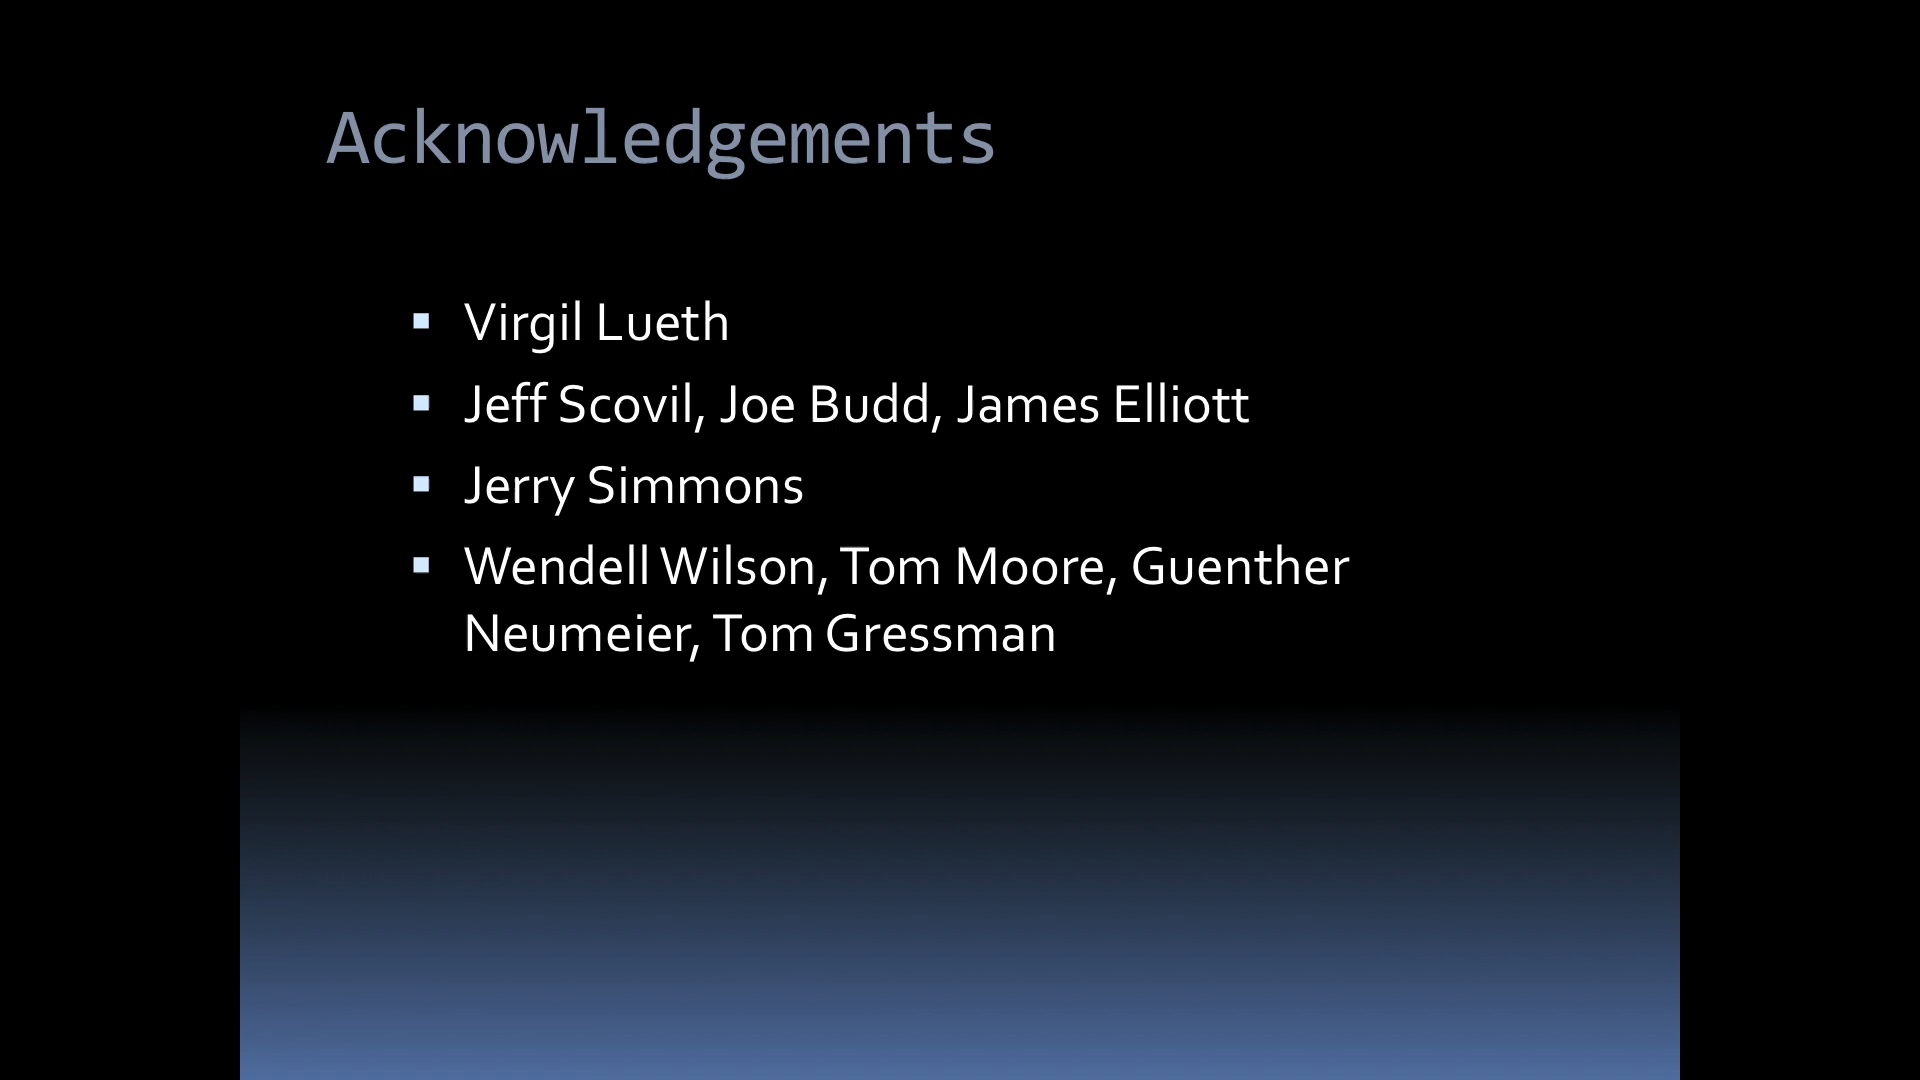 Acknowledgements
▪ Virgil Lueth
▪ Jeff Scovil, Joe Budd, James Elliott
▪ Jerry Simmons
▪ Wendell Wilson, Tom Moore, Guenther
Neumeier, Tom Gressman